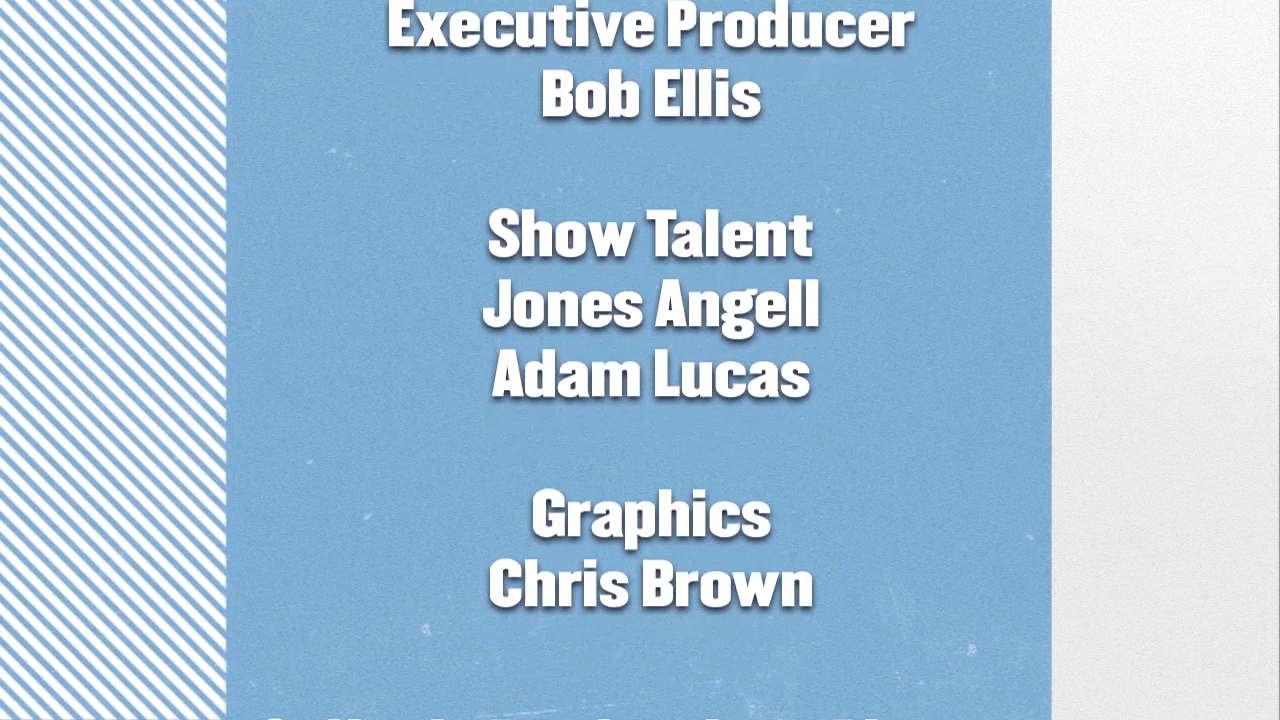 Executive Producer
Bob Ellis
Show Talent
Jones Angell
Adam Lucas
Graphics
Chris Brown